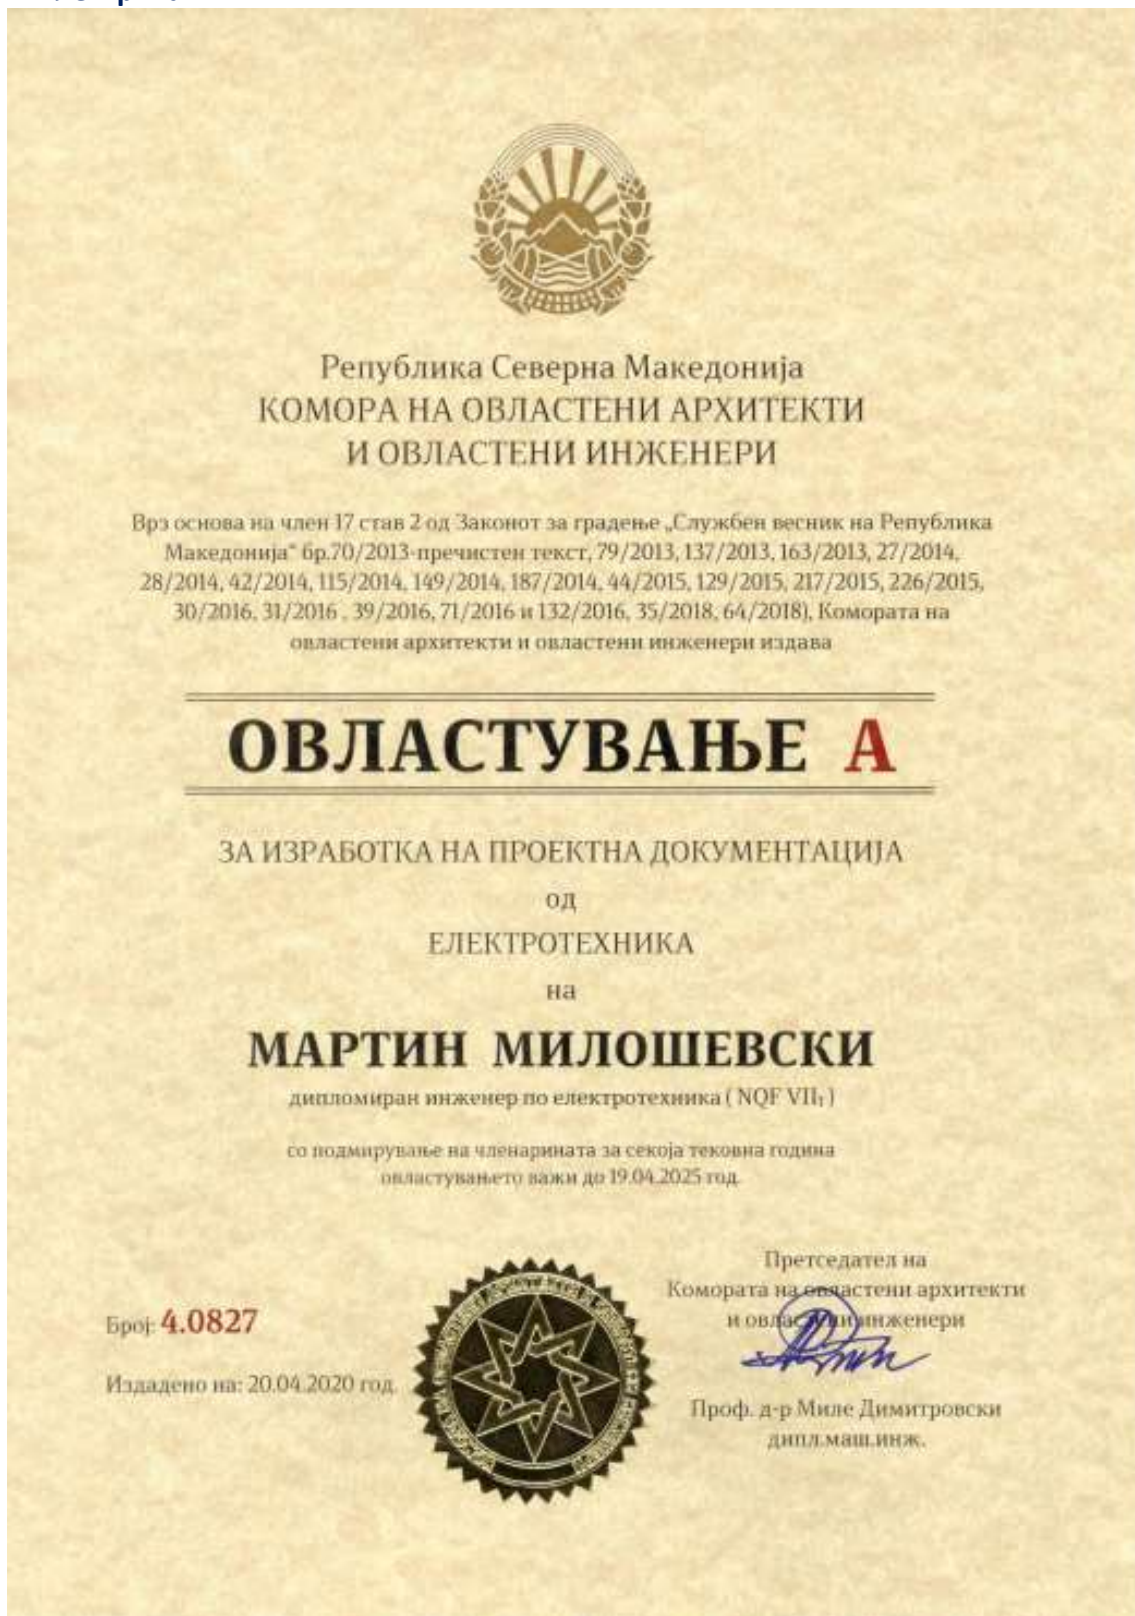 Република Северна Македонија
КОМОРА НА ОВЛАСТЕНИ АРХИТЕКТИ
И ОВЛАСТЕНИ ИНЖЕНЕРИ
Врз основа на член 17 став 2 од Законот за градење „Службен весник на Република
Македонија“ бр.70/2013-пречистен текст, 79/2013, 137/2013, 163/2013, 27/2014,
28/2014, 42/2014, 115/2014, 149/2014, 187/2014, 44/2015, 129/2015, 217/2015, 226/2015,
30/2016, 31/2016 , 39/2016, 71/2016 и 132/2016, 35/2018, 64/2018), Комората на
овластени архитекти и овластени инженери издава
ОВЛАСТУВАЊЕ А
ЗА ИЗРАБОТКА НА ПРОЕКТНА ДОКУМЕНТАЦИЈА
од
ЕЛЕКТРОТЕХНИКА
на
МАРТИН МИЛОШЕВСКИ
дипломиран инженер по електротехника ( NQF VII₁ )
со подмирување на членарината за секоја тековна година
овластувањето важи до 19.04.2025 год.
Број: 4.0827
Издадено на: 20.04.2020 год.
Претседател на
Комората на овластени архитекти
и овластени инженери
Проф. д-р Миле Димитровски
дипл.маш.инж.